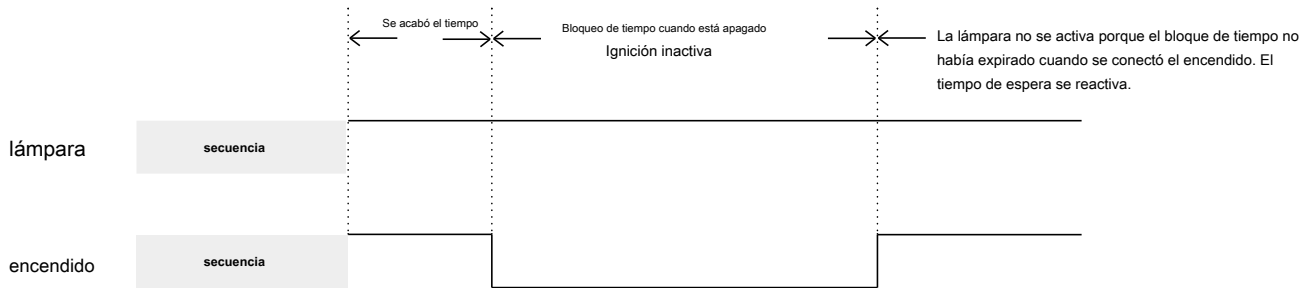 Se acabó el tiempo
Bloqueo de tiempo cuando está apagado
Ignición inactiva
La lámpara no se activa porque el bloque de tiempo no
había expirado cuando se conectó el encendido. El
tiempo de espera se reactiva.
lámpara
secuencia
encendido
secuencia